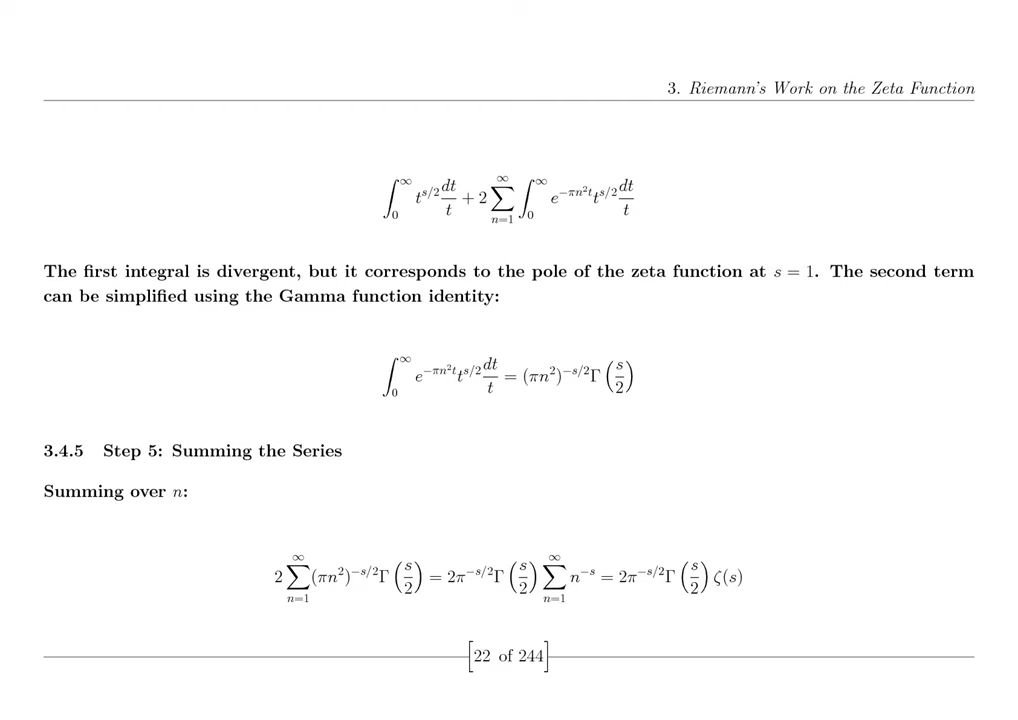 3. Riemann's Work on the Zeta Function
∫₀^∞ t^{s/2} dt/t + 2 ∑_{n=1}^∞ ∫₀^∞ e^{−πn²t} t^{s/2} dt/t
The first integral is divergent, but it corresponds to the pole of the zeta function at s = 1. The second term
can be simplified using the Gamma function identity:
∫₀^∞ e^{−πn²t} t^{s/2} dt/t = (πn²)^{−s/2} Γ(s/2)
3.4.5 Step 5: Summing the Series
Summing over n:
2 ∑_{n=1}^∞ (πn²)^{−s/2} Γ(s/2) = 2π^{−s/2} Γ(s/2) ∑_{n=1}^∞ n^{−s} = 2π^{−s/2} Γ(s/2) ζ(s)
[22 of 244]